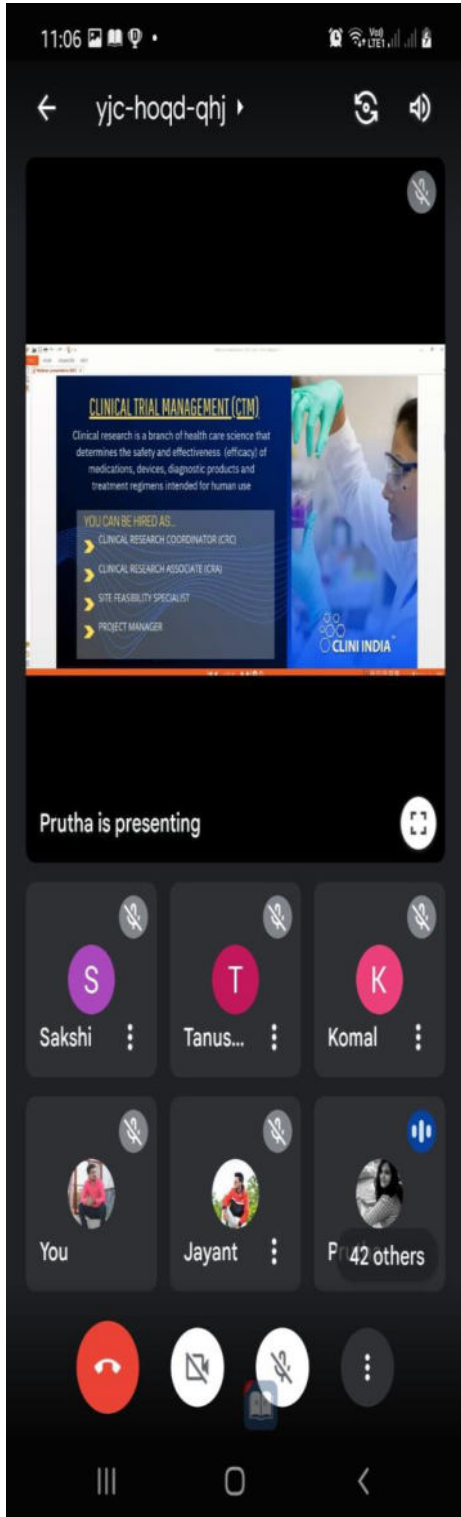 11:06
Vo)
LTE1
yjc-hoqd-qhj
CLINICAL TRIAL MANAGEMENT (CTM)
Clinical research is a branch of health care science that
determines the safety and effectiveness (efficacy) of
medications, devices, diagnostic products and
treatment regimens intended for human use
YOU CAN BE HIRED AS...
CLINICAL RESEARCH COORDINATOR (CRC)
CLINICAL RESEARCH ASSOCIATE (CRA)
SITE FEASIBILITY SPECIALIST
PROJECT MANAGER
CLINI INDIA
Prutha is presenting
S
T
K
Sakshi
Tanus...
Komal
You
Jayant
42 others